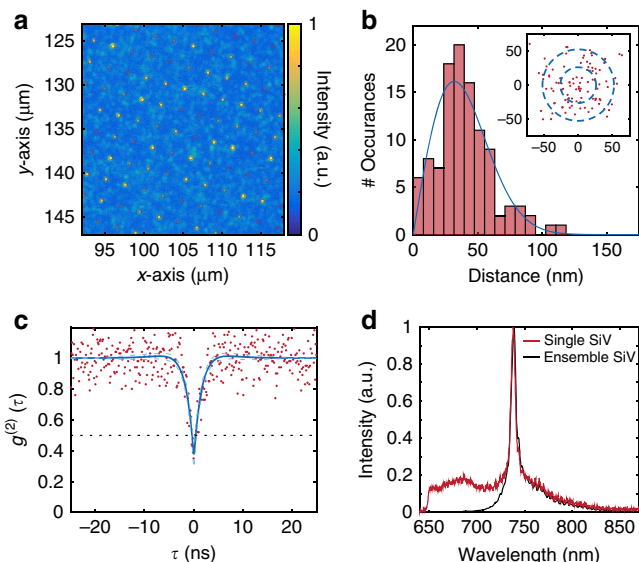 a
123
125
130
135
140
145
y-axis (μm)
95 100 105 110 115
x-axis (μm)
1
0
Intensity (a.u.)
b
20
15
10
5
0
# Occurances
0 50 100 150
Distance (nm)
50
0
−50
−50 0 50
c
1
0.8
0.6
0.4
0.2
0
g(2) (τ)
−20 −10 0 10 20
τ (ns)
d
1
0.8
0.6
0.4
0.2
0
Intensity (a.u.)
Single SiV
Ensemble SiV
640 700 750 800 860
Wavelength (nm)